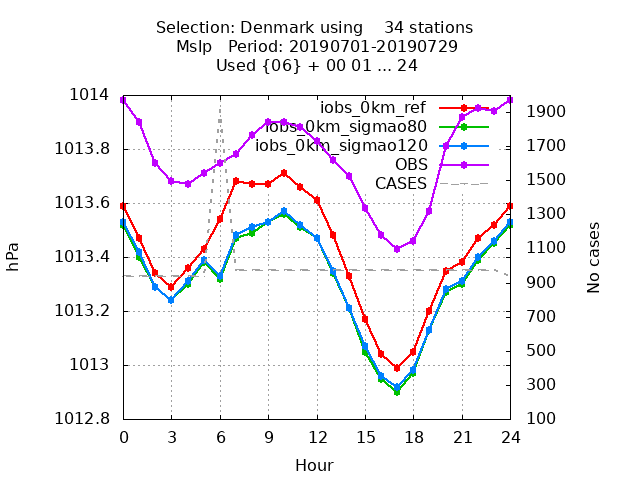 Selection: Denmark using 34 stations
Mslp Period: 20190701-20190729
Used {06} + 00 01 ... 24
1014
1013.8
1013.6
1013.4
1013.2
1013
1012.8
hPa
iobs_0km_ref
iobs_0km_sigmao80
iobs_0km_sigmao120
OBS
CASES
1900
1700
1500
1300
1100
900
700
500
300
100
No cases
0 3 6 9 12 15 18 21 24
Hour